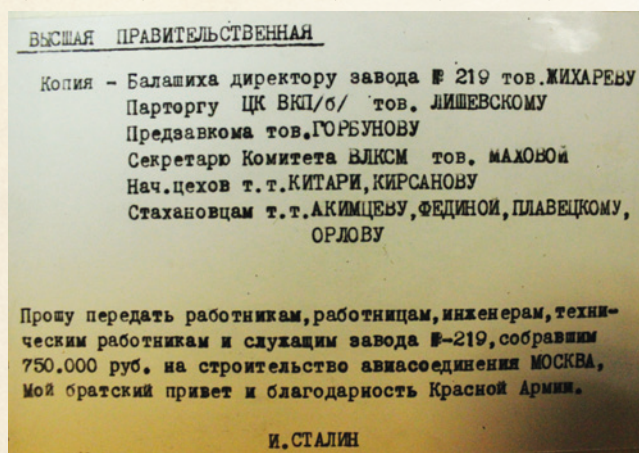 ВЫСШАЯ ПРАВИТЕЛЬСТВЕННАЯ
Копия - Балашиха директору завода № 219 тов.ЖИХАРЕВУ
Парторгу ЦК ВКП/б/ тов. ЛИШЕВСКОМУ
Предзавкома тов.ГОРБУНОВУ
Секретарю Комитета ВЛКСМ тов. МАХОВОЙ
Нач.цехов т.т.КИТАРИ,КИРСАНОВУ
Стахановцам т.т.АКИМЦЕВУ,ФЕДИНОЙ,ПЛАВЕЦКОМУ,
ОРЛОВУ
Прошу передать работникам,работницам,инженерам,техни-
ческим работникам и служащим завода №-219,собравшим
750.000 руб. на строительство авиасоединения МОСКВА,
Мой братский привет и благодарность Красной Армии.
И.СТАЛИН